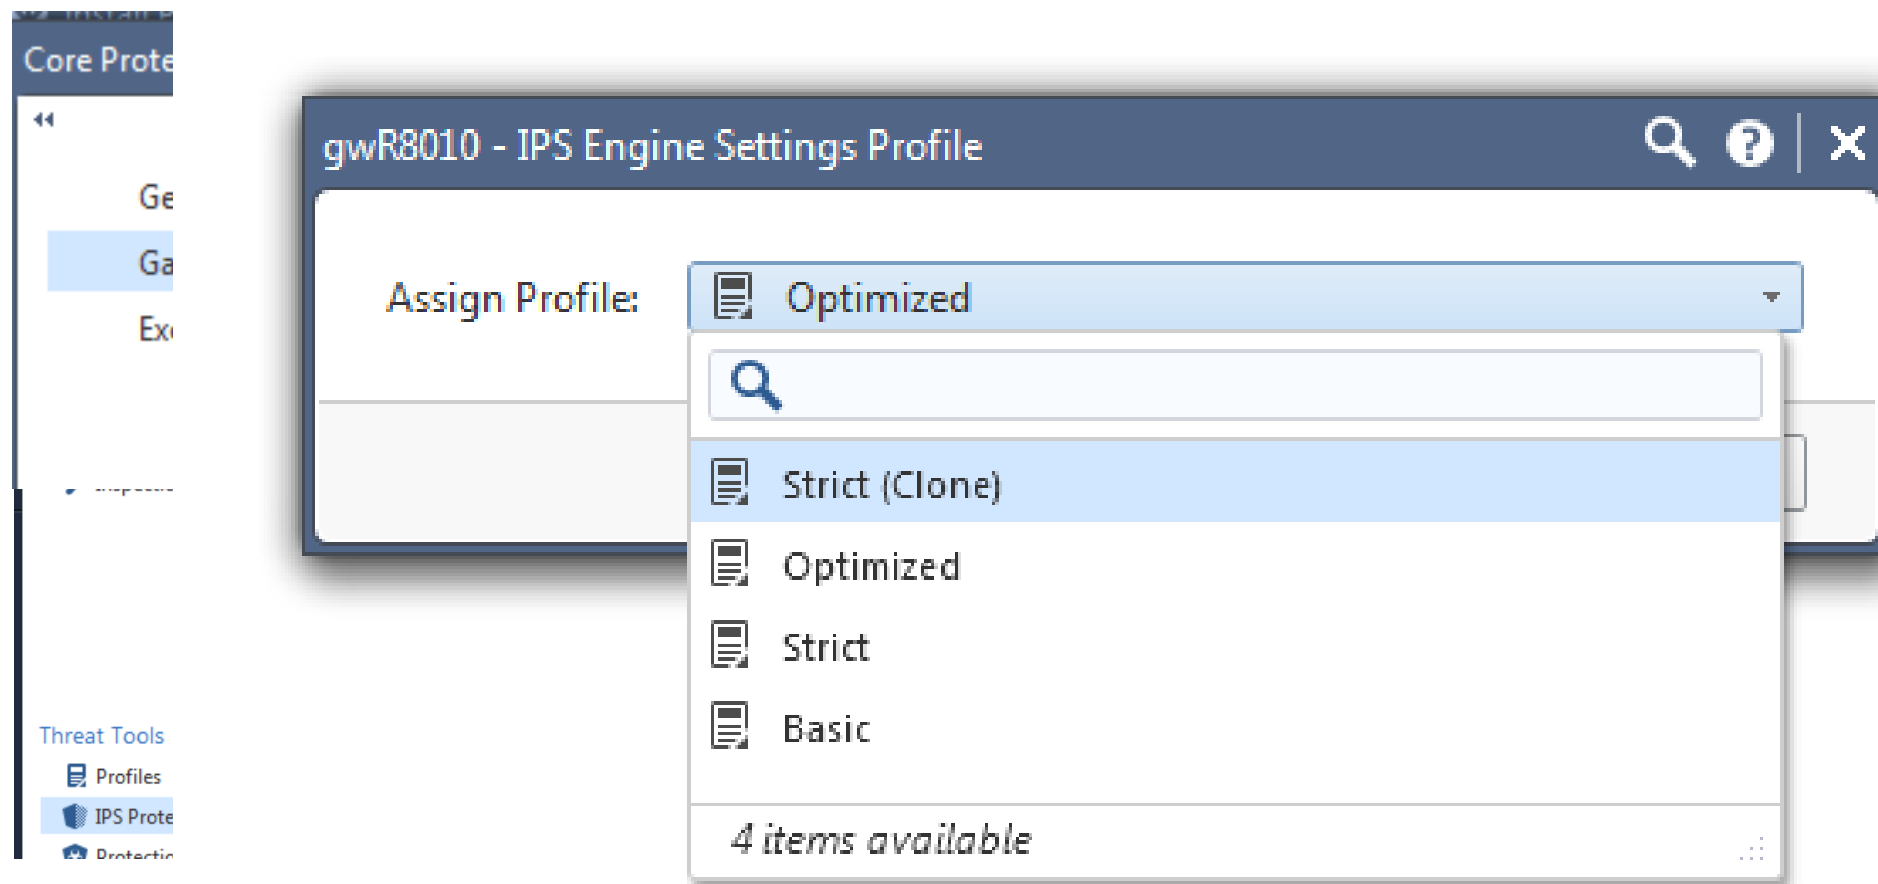 Core Prote
Ge
Ga
Ex
gwR8010 - IPS Engine Settings Profile
Assign Profile: Optimized
Strict (Clone)
Optimized
Strict
Basic
4 items available
Threat Tools
Profiles
IPS Prote
Protectio